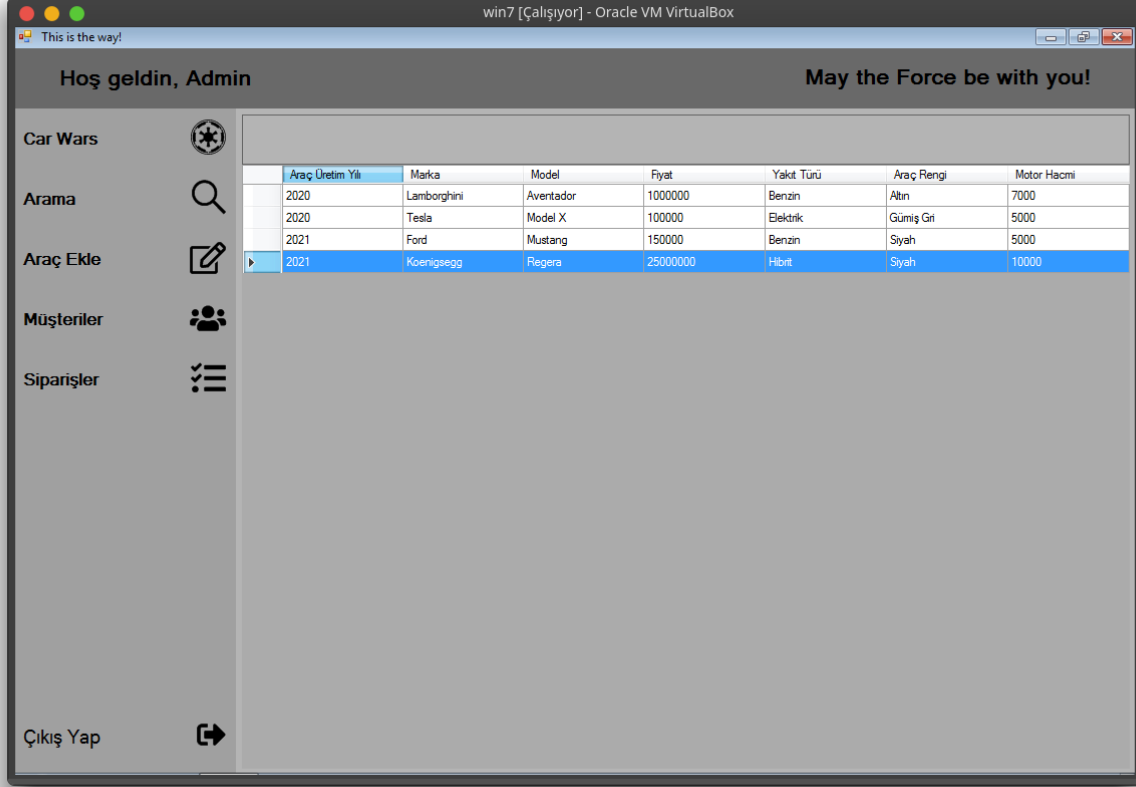 win7 [Çalışıyor] - Oracle VM VirtualBox
This is the way!
Hoş geldin, Admin
May the Force be with you!
Car Wars
Arama
Araç Ekle
Müşteriler
Siparişler
Çıkış Yap
Araç Üretim Yılı Marka Model Fiyat Yakıt Türü Araç Rengi Motor Hacmi
2020 Lamborghini Aventador 1000000 Benzin Altın 7000
2020 Tesla Model X 100000 Elektrik Gümiş Gri 5000
2021 Ford Mustang 150000 Benzin Siyah 5000
2021 Koenigsegg Regera 25000000 Hibrit Siyah 10000